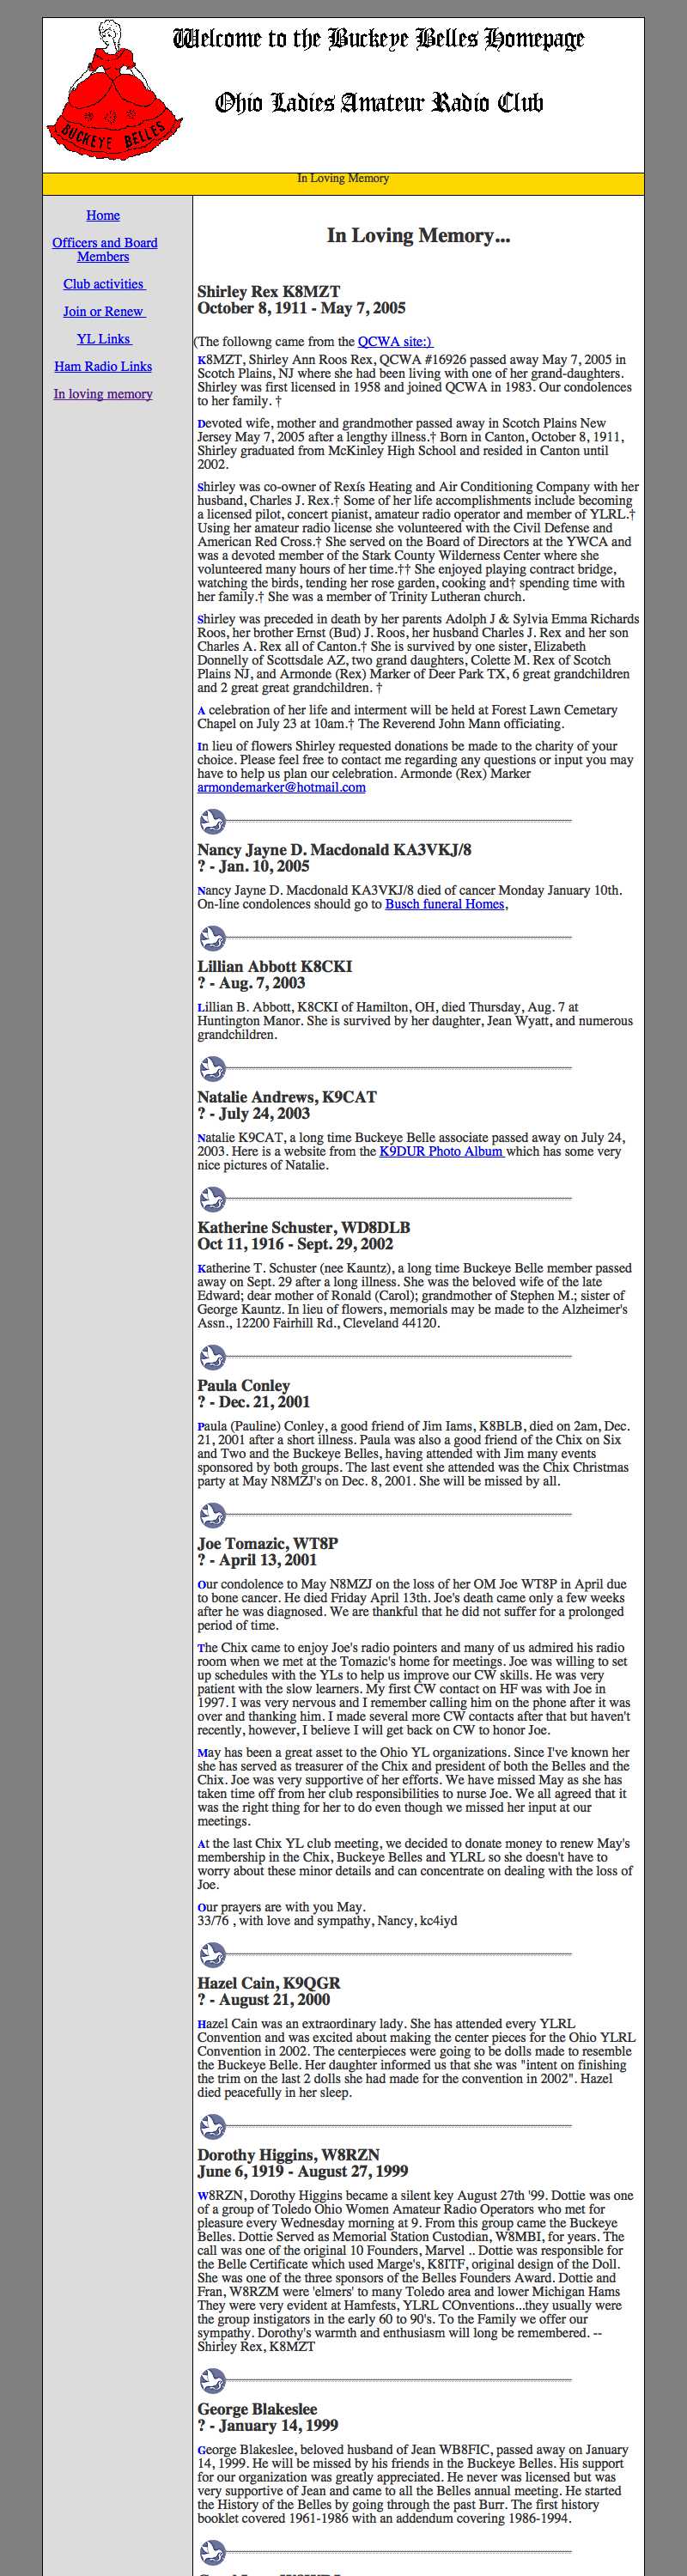 Welcome to the Buckeye Belles Homepage
Ohio Ladies Amateur Radio Club
BUCKEYE BELLES
In Loving Memory
Home
Officers and Board
Members
Club activities
Join or Renew
YL Links
Ham Radio Links
In loving memory
In Loving Memory...
Shirley Rex K8MZT
October 8, 1911 - May 7, 2005
(The followng came from the QCWA site:)
K8MZT, Shirley Ann Roos Rex, QCWA #16926 passed away May 7, 2005 in
Scotch Plains, NJ where she had been living with one of her grand-daughters.
Shirley was first licensed in 1958 and joined QCWA in 1983. Our condolences
to her family. †
Devoted wife, mother and grandmother passed away in Scotch Plains New
Jersey May 7, 2005 after a lengthy illness.† Born in Canton, October 8, 1911,
Shirley graduated from McKinley High School and resided in Canton until
2002.
Shirley was co-owner of Rexís Heating and Air Conditioning Company with her
husband, Charles J. Rex.† Some of her life accomplishments include becoming
a licensed pilot, concert pianist, amateur radio operator and member of YLRL.†
Using her amateur radio license she volunteered with the Civil Defense and
American Red Cross.† She served on the Board of Directors at the YWCA and
was a devoted member of the Stark County Wilderness Center where she
volunteered many hours of her time.†† She enjoyed playing contract bridge,
watching the birds, tending her rose garden, cooking and† spending time with
her family.† She was a member of Trinity Lutheran church.
Shirley was preceded in death by her parents Adolph J & Sylvia Emma Richards
Roos, her brother Ernst (Bud) J. Roos, her husband Charles J. Rex and her son
Charles A. Rex all of Canton.† She is survived by one sister, Elizabeth
Donnelly of Scottsdale AZ, two grand daughters, Colette M. Rex of Scotch
Plains NJ, and Armonde (Rex) Marker of Deer Park TX, 6 great grandchildren
and 2 great great grandchildren. †
A celebration of her life and interment will be held at Forest Lawn Cemetary
Chapel on July 23 at 10am.† The Reverend John Mann officiating.
In lieu of flowers Shirley requested donations be made to the charity of your
choice. Please feel free to contact me regarding any questions or input you may
have to help us plan our celebration. Armonde (Rex) Marker
armondemarker@hotmail.com
Nancy Jayne D. Macdonald KA3VKJ/8
? - Jan. 10, 2005
Nancy Jayne D. Macdonald KA3VKJ/8 died of cancer Monday January 10th.
On-line condolences should go to Busch funeral Homes,
Lillian Abbott K8CKI
? - Aug. 7, 2003
Lillian B. Abbott, K8CKI of Hamilton, OH, died Thursday, Aug. 7 at
Huntington Manor. She is survived by her daughter, Jean Wyatt, and numerous
grandchildren.
Natalie Andrews, K9CAT
? - July 24, 2003
Natalie K9CAT, a long time Buckeye Belle associate passed away on July 24,
2003. Here is a website from the K9DUR Photo Album which has some very
nice pictures of Natalie.
Katherine Schuster, WD8DLB
Oct 11, 1916 - Sept. 29, 2002
Katherine T. Schuster (nee Kauntz), a long time Buckeye Belle member passed
away on Sept. 29 after a long illness. She was the beloved wife of the late
Edward; dear mother of Ronald (Carol); grandmother of Stephen M.; sister of
George Kauntz. In lieu of flowers, memorials may be made to the Alzheimer's
Assn., 12200 Fairhill Rd., Cleveland 44120.
Paula Conley
? - Dec. 21, 2001
Paula (Pauline) Conley, a good friend of Jim Iams, K8BLB, died on 2am, Dec.
21, 2001 after a short illness. Paula was also a good friend of the Chix on Six
and Two and the Buckeye Belles, having attended with Jim many events
sponsored by both groups. The last event she attended was the Chix Christmas
party at May N8MZJ's on Dec. 8, 2001. She will be missed by all.
Joe Tomazic, WT8P
? - April 13, 2001
Our condolence to May N8MZJ on the loss of her OM Joe WT8P in April due
to bone cancer. He died Friday April 13th. Joe's death came only a few weeks
after he was diagnosed. We are thankful that he did not suffer for a prolonged
period of time.
The Chix came to enjoy Joe's radio pointers and many of us admired his radio
room when we met at the Tomazic's home for meetings. Joe was willing to set
up schedules with the YLs to help us improve our CW skills. He was very
patient with the slow learners. My first CW contact on HF was with Joe in
1997. I was very nervous and I remember calling him on the phone after it was
over and thanking him. I made several more CW contacts after that but haven't
recently, however, I believe I will get back on CW to honor Joe.
May has been a great asset to the Ohio YL organizations. Since I've known her
she has served as treasurer of the Chix and president of both the Belles and the
Chix. Joe was very supportive of her efforts. We have missed May as she has
taken time off from her club responsibilities to nurse Joe. We all agreed that it
was the right thing for her to do even though we missed her input at our
meetings.
At the last Chix YL club meeting, we decided to donate money to renew May's
membership in the Chix, Buckeye Belles and YLRL so she doesn't have to
worry about these minor details and can concentrate on dealing with the loss of
Joe.
Our prayers are with you May.
33/76 , with love and sympathy, Nancy, kc4iyd
Hazel Cain, K9QGR
? - August 21, 2000
Hazel Cain was an extraordinary lady. She has attended every YLRL
Convention and was excited about making the center pieces for the Ohio YLRL
Convention in 2002. The centerpieces were going to be dolls made to resemble
the Buckeye Belle. Her daughter informed us that she was "intent on finishing
the trim on the last 2 dolls she had made for the convention in 2002". Hazel
died peacefully in her sleep.
Dorothy Higgins, W8RZN
June 6, 1919 - August 27, 1999
W8RZN, Dorothy Higgins became a silent key August 27th '99. Dottie was one
of a group of Toledo Ohio Women Amateur Radio Operators who met for
pleasure every Wednesday morning at 9. From this group came the Buckeye
Belles. Dottie Served as Memorial Station Custodian, W8MBI, for years. The
call was one of the original 10 Founders, Marvel .. Dottie was responsible for
the Belle Certificate which used Marge's, K8ITF, original design of the Doll.
She was one of the three sponsors of the Belles Founders Award. Dottie and
Fran, W8RZM were 'elmers' to many Toledo area and lower Michigan Hams
They were very evident at Hamfests, YLRL COnventions...they usually were
the group instigators in the early 60 to 90's. To the Family we offer our
sympathy. Dorothy's warmth and enthusiasm will long be remembered. --
Shirley Rex, K8MZT
George Blakeslee
? - January 14, 1999
George Blakeslee, beloved husband of Jean WB8FIC, passed away on January
14, 1999. He will be missed by his friends in the Buckeye Belles. His support
for our organization was greatly appreciated. He never was licensed but was
very supportive of Jean and came to all the Belles annual meeting. He started
the History of the Belles by going through the past Burr. The first history
booklet covered 1961-1986 with an addendum covering 1986-1994.